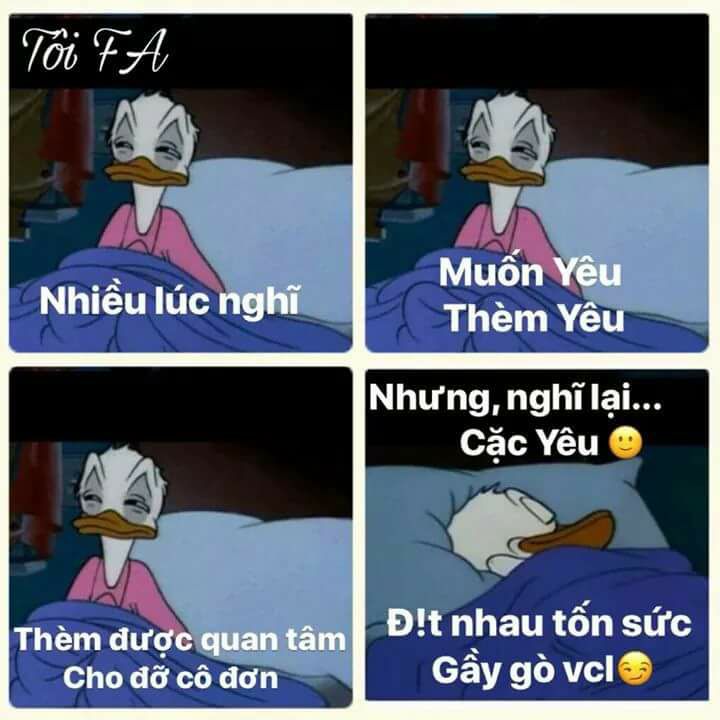 Tôi FA
Nhiều lúc nghĩ
Muốn Yêu
Thèm Yêu
Thèm được quan tâm
Cho đỡ cô đơn
Nhưng, nghĩ lại...
Cặc Yêu 🙂
Đ!t nhau tốn sức
Gầy gò vcl😏